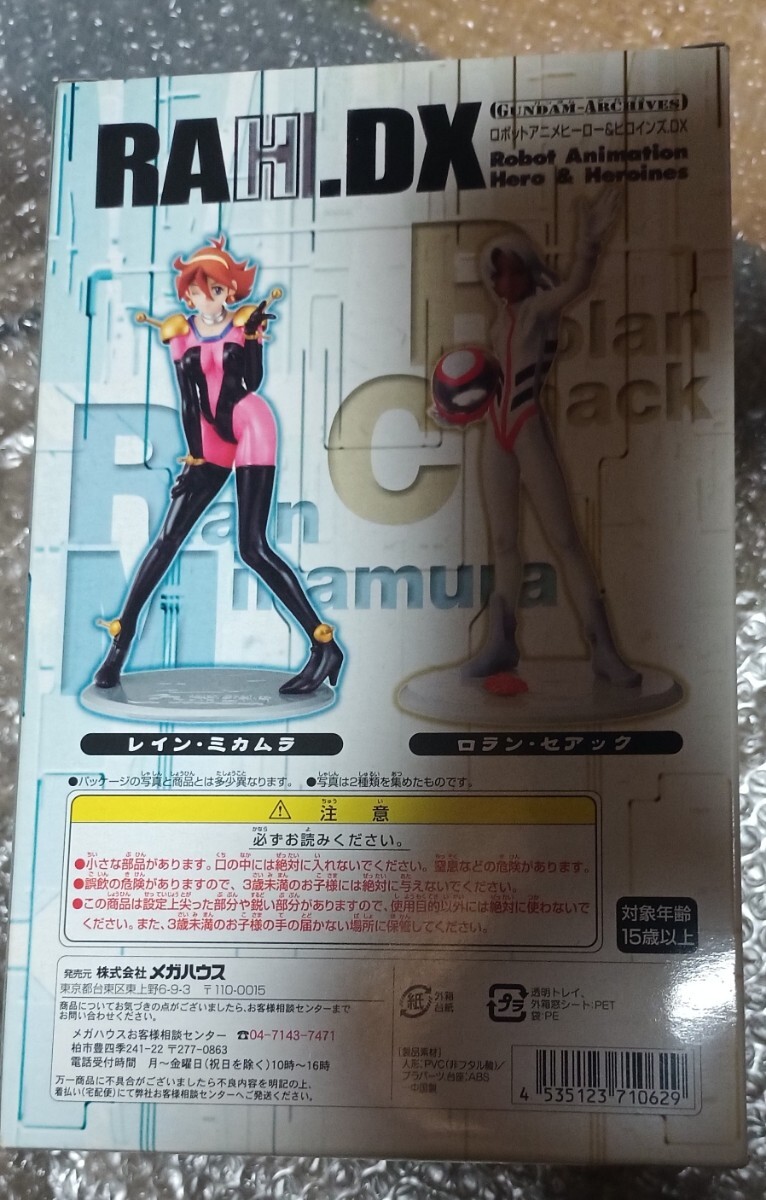 RAH.DX
GUNDAM-ARCHIVES
ロボットアニメヒーロー&ヒロインズ.DX
Robot Animation
Hero & Heroines
Rolan
Cehack
Rain
Mikamura
レイン・ミカムラ
ロラン・セアック
●パッケージの写真と商品とは多少異なります。 ●写真は2種類を集めたものです。
⚠ 注意
必ずお読みください。
●小さな部品があります。口の中には絶対に入れないでください。窒息などの危険があります。
●誤飲の危険がありますので、3歳未満のお子様には絶対に与えないでください。
●この商品は設定上尖った部分や鋭い部分がありますので、使用目的以外には絶対に使わないで
ください。また、3歳未満のお子様の手の届かない場所に保管してください。
対象年齢
15歳以上
発売元 株式会社メガハウス
東京都台東区東上野6-9-3 〒110-0015
商品についてお気づきの点がございましたら、お客様相談センターまで
お問い合わせください。
メガハウスお客様相談センター ☎04-7143-7471
柏市豊四季241-22 〒277-0863
電話受付時間 月〜金曜日(祝日を除く)10時〜16時
万一商品に不具合がございましたら不良内容を明記の上、
着払い(宅配便)にて弊社お客様相談センターへご発送ください。
紙
外箱
台紙
プラ
透明トレイ、
外箱窓シート:PET
袋:PE
[製品素材]
人形:PVC(非フタル酸)/
プラパーツ、台座:ABS
中国製
4 535123 710629